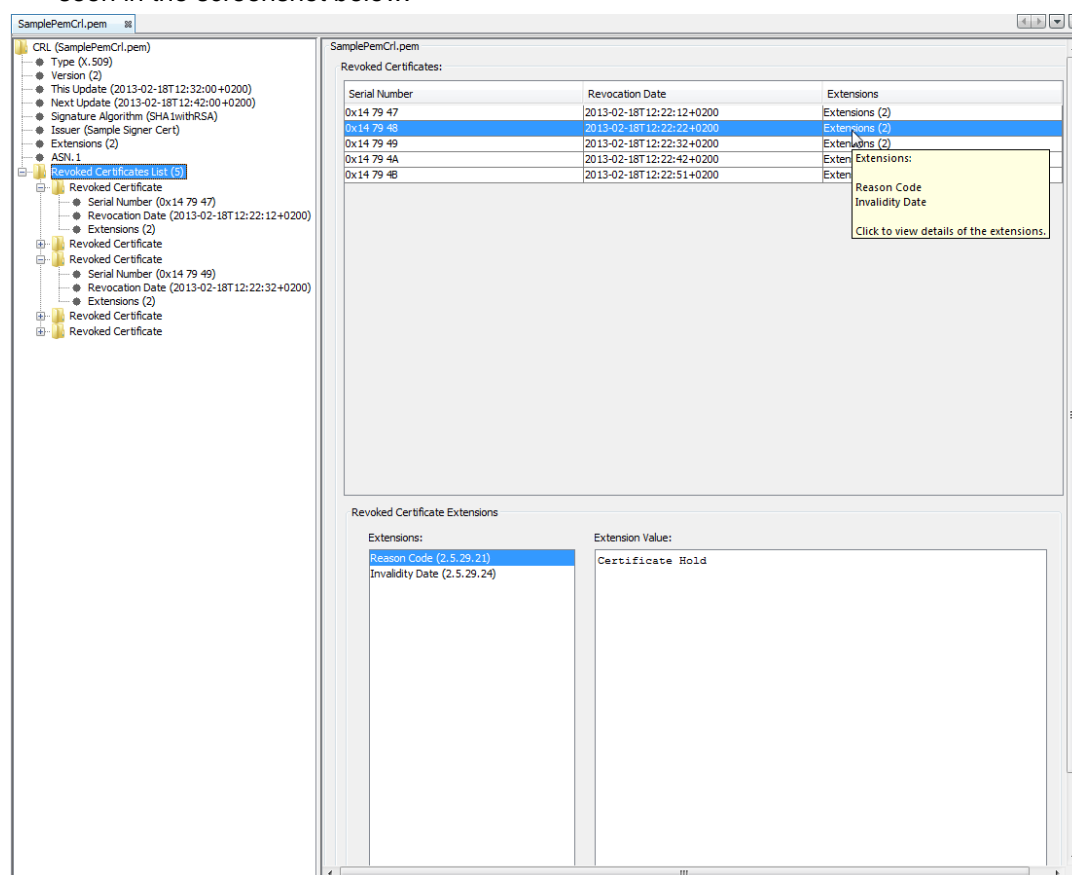 seen in the screenshot below.
SamplePemCrl.pem
CRL (SamplePemCrl.pem)
Type (X.509)
Version (2)
This Update (2013-02-18T12:32:00+0200)
Next Update (2013-02-18T12:42:00+0200)
Signature Algorithm (SHA1withRSA)
Issuer (Sample Signer Cert)
Extensions (2)
ASN.1
Revoked Certificates List (5)
Revoked Certificate
Serial Number (0x14 79 47)
Revocation Date (2013-02-18T12:22:12+0200)
Extensions (2)
Revoked Certificate
Revoked Certificate
Serial Number (0x14 79 49)
Revocation Date (2013-02-18T12:22:32+0200)
Extensions (2)
Revoked Certificate
Revoked Certificate
SamplePemCrl.pem
Revoked Certificates:
Serial Number Revocation Date Extensions
0x14 79 47 2013-02-18T12:22:12+0200 Extensions (2)
0x14 79 48 2013-02-18T12:22:22+0200 Extensions (2)
0x14 79 49 2013-02-18T12:22:32+0200 Extensions (2)
0x14 79 4A 2013-02-18T12:22:42+0200 Exten
0x14 79 4B 2013-02-18T12:22:51+0200 Exten
Extensions:
Reason Code
Invalidity Date
Click to view details of the extensions.
Revoked Certificate Extensions
Extensions:
Reason Code (2.5.29.21)
Invalidity Date (2.5.29.24)
Extension Value:
Certificate Hold